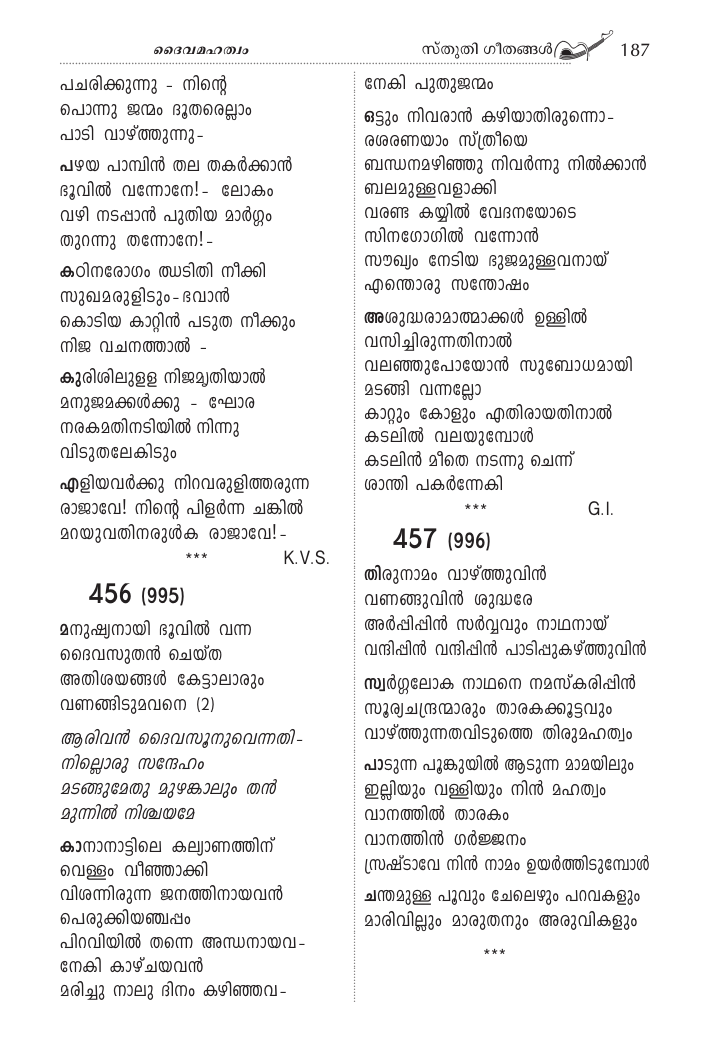 ദൈവമഹത്വം
സ്തുതി ഗീതങ്ങൾ 187
പചരിക്കുന്നു - നിന്റെ
പൊന്നു ജന്മം ദൂതരെല്ലാം
പാടി വാഴ്ത്തുന്നു-
പഴയ പാമ്പിൻ തല തകർക്കാൻ
ഭൂവിൽ വന്നോനേ!- ലോകം
വഴി നടപ്പാൻ പുതിയ മാർഗ്ഗം
തുറന്നു തന്നോനേ!-
കഠിനരോഗം ഝടിതി നീക്കി
സുഖമരുളിടും-ഭവാൻ
കൊടിയ കാറ്റിൻ പടുത നീക്കും
നിജ വചനത്താൽ -
കുരിശിലുളള നിജമൃതിയാൽ
മനുജമക്കൾക്കു - ഘോര
നരകമതിനടിയിൽ നിന്നു
വിടുതലേകിടും
എളിയവർക്കു നിറവരുളിത്തരുന്ന
രാജാവേ! നിന്റെ പിളർന്ന ചങ്കിൽ
മറയുവതിനരുൾക രാജാവേ!-
*** K.V.S.
456 (995)
മനുഷ്യനായി ഭൂവിൽ വന്ന
ദൈവസുതൻ ചെയ്ത
അതിശയങ്ങൾ കേട്ടാലാരും
വണങ്ങിടുമവനെ (2)
ആരിവൻ ദൈവസൂനുവെന്നതി-
നില്ലൊരു സന്ദേഹം
മടങ്ങുമേതു മുഴങ്കാലും തൻ
മുന്നിൽ നിശ്ചയമേ
കാനാനാട്ടിലെ കല്യാണത്തിന്
വെള്ളം വീഞ്ഞാക്കി
വിശന്നിരുന്ന ജനത്തിനായവൻ
പെരുക്കിയഞ്ചപ്പം
പിറവിയിൽ തന്നെ അന്ധനായവ-
നേകി കാഴ്ചയവൻ
മരിച്ചു നാലു ദിനം കഴിഞ്ഞവ-
നേകി പുതുജന്മം
ഒട്ടും നിവരാൻ കഴിയാതിരുന്നൊ-
രശരണയാം സ്ത്രീയെ
ബന്ധനമഴിഞ്ഞു നിവർന്നു നിൽക്കാൻ
ബലമുള്ളവളാക്കി
വരണ്ട കയ്യിൽ വേദനയോടെ
സിനഗോഗിൽ വന്നോൻ
സൗഖ്യം നേടിയ ഭുജമുള്ളവനായ്
എന്തൊരു സന്തോഷം
അശുദ്ധരാമാത്മാക്കൾ ഉള്ളിൽ
വസിച്ചിരുന്നതിനാൽ
വലഞ്ഞുപോയോൻ സുബോധമായി
മടങ്ങി വന്നല്ലോ
കാറ്റും കോളും എതിരായതിനാൽ
കടലിൽ വലയുമ്പോൾ
കടലിൻ മീതെ നടന്നു ചെന്ന്
ശാന്തി പകർന്നേകി
*** G.I.
457 (996)
തിരുനാമം വാഴ്ത്തുവിൻ
വണങ്ങുവിൻ ശുദ്ധരേ
അർപ്പിപ്പിൻ സർവ്വവും നാഥനായ്
വന്ദിപ്പിൻ വന്ദിപ്പിൻ പാടിപ്പുകഴ്ത്തുവിൻ
സ്വർഗ്ഗലോക നാഥനെ നമസ്കരിപ്പിൻ
സൂര്യചന്ദ്രന്മാരും താരകക്കൂട്ടവും
വാഴ്ത്തുന്നതവിടുത്തെ തിരുമഹത്വം
പാടുന്ന പൂങ്കുയിൽ ആടുന്ന മാമയിലും
ഇല്ലിയും വള്ളിയും നിൻ മഹത്വം
വാനത്തിൽ താരകം
വാനത്തിൻ ഗർജ്ജനം
സ്രഷ്ടാവേ നിൻ നാമം ഉയർത്തിടുമ്പോൾ
ചന്തമുള്ള പൂവും ചേലെഴും പറവകളും
മാരിവില്ലും മാരുതനും അരുവികളും
***